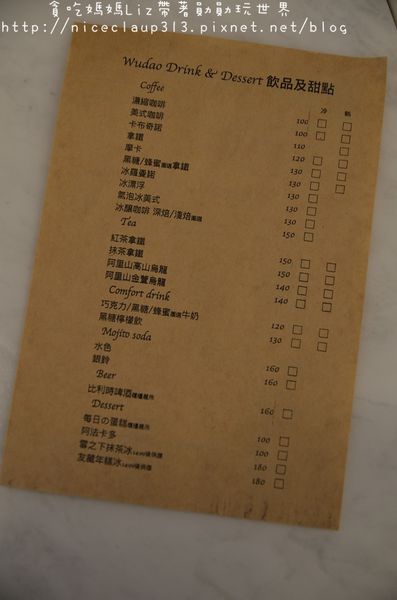 貪吃媽媽Liz帶著勛勛玩世界
http://niceclaup313.pixnet.net/blog
Wudao Drink & Dessert 飲品及甜點
冷 熱
Coffee
濃縮咖啡 100
美式咖啡 100
卡布奇諾 110
拿鐵 120
摩卡 130
黑糖/蜂蜜拿鐵 130
冰羅曼諾 130
冰漂浮 130
氣泡冰美式 130
冰釀咖啡 深焙/淺焙 150
Tea
紅茶拿鐵 150
抹茶拿鐵 150
阿里山高山烏龍 140
阿里山金萱烏龍 140
Comfort drink
巧克力/黑糖/蜂蜜牛奶 120
黑糖檸檬飲 130
Mojito soda
水色 160
銀鈴 160
Beer
比利時啤酒 160
Dessert
每日の蛋糕 100
阿法卡多 100
雪之下抹茶冰 180
友藏年糕冰 180